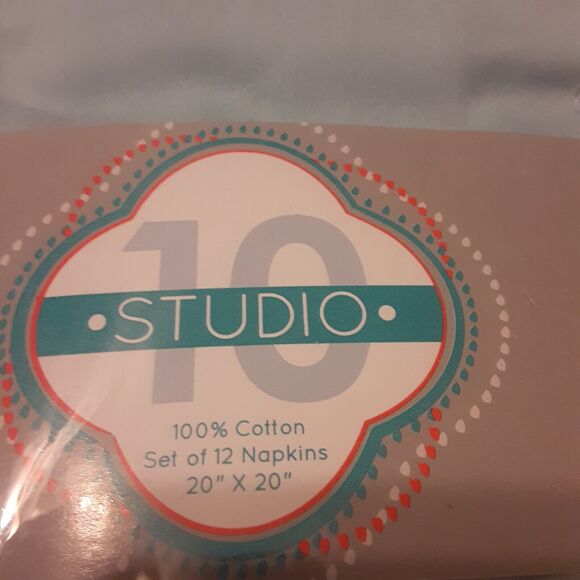 10
• STUDIO •
100% Cotton
Set of 12 Napkins
20" X 20"